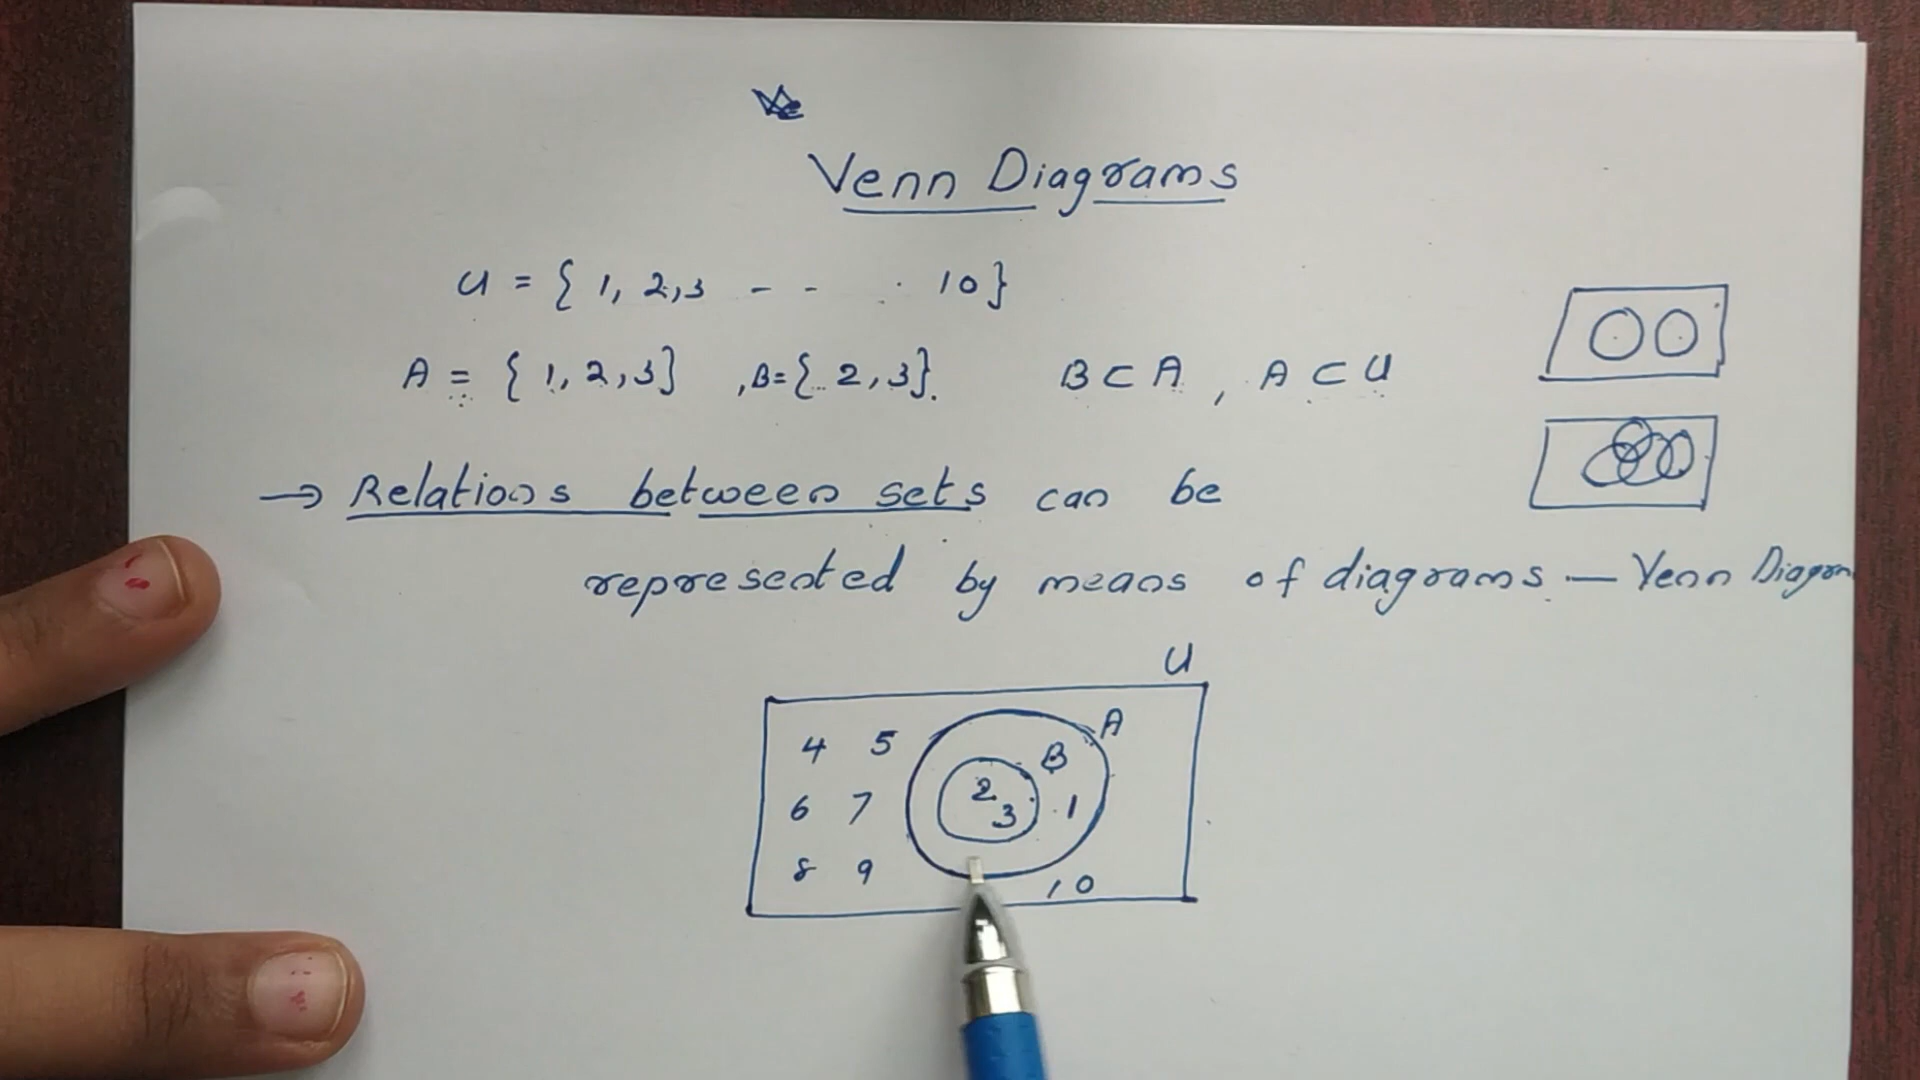 Venn Diagrams
U = { 1, 2, 3 - - . 10}
A = { 1, 2, 3} , B = { 2, 3}. B ⊂ A , A ⊂ U
→ Relations between sets can be
represented by means of diagrams. — Venn Diagram
U
4 5 A
B
2
6 7 3 1
8 9 10